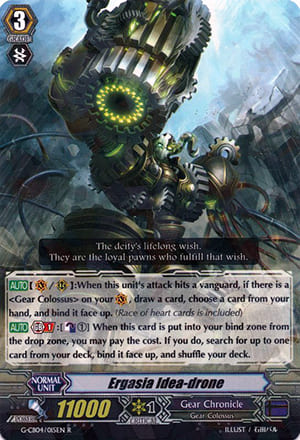 3
GRADE
The deity's lifelong wish.
They are the loyal pawns who fulfill that wish.
AUTO [ / ]:When this unit's attack hits a vanguard, if there is a
<Gear Colossus> on your , draw a card, choose a card from your
hand, and bind it face up. (Race of heart cards is included)
AUTO GB 1 : [ 1 ] When this card is put into your bind zone
from the drop zone, you may pay the cost. If you do, search for up to one
card from your deck, bind it face up, and shuffle your deck.
NORMAL UNIT
Ergasia Idea-drone
POWER 11000 1 CRITICAL
Gear Chronicle
Gear Colossus
G-CB04/015EN R
ILLUST /